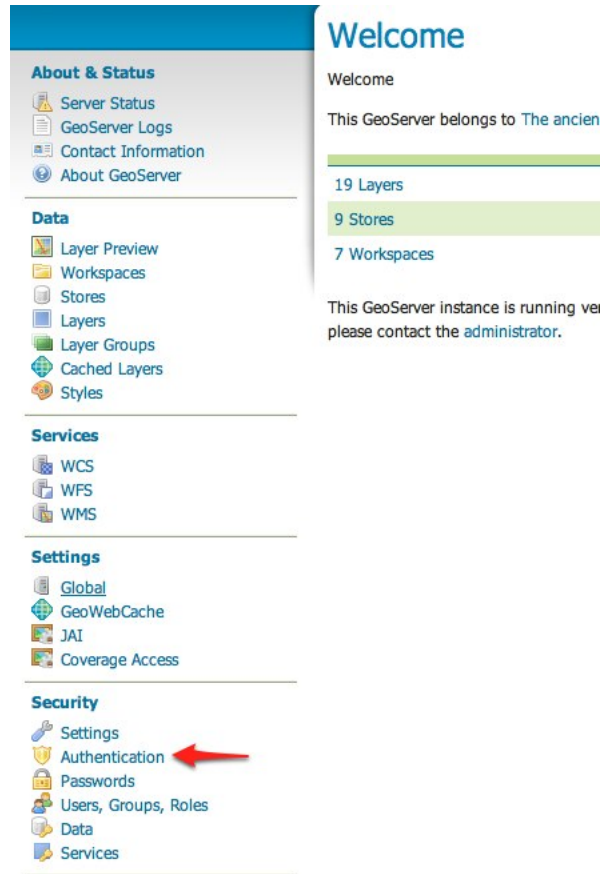 About & Status
Server Status
GeoServer Logs
Contact Information
About GeoServer
Data
Layer Preview
Workspaces
Stores
Layers
Layer Groups
Cached Layers
Styles
Services
WCS
WFS
WMS
Settings
Global
GeoWebCache
JAI
Coverage Access
Security
Settings
Authentication
Passwords
Users, Groups, Roles
Data
Services
Welcome
Welcome
This GeoServer belongs to The ancien
19 Layers
9 Stores
7 Workspaces
This GeoServer instance is running ver
please contact the administrator.